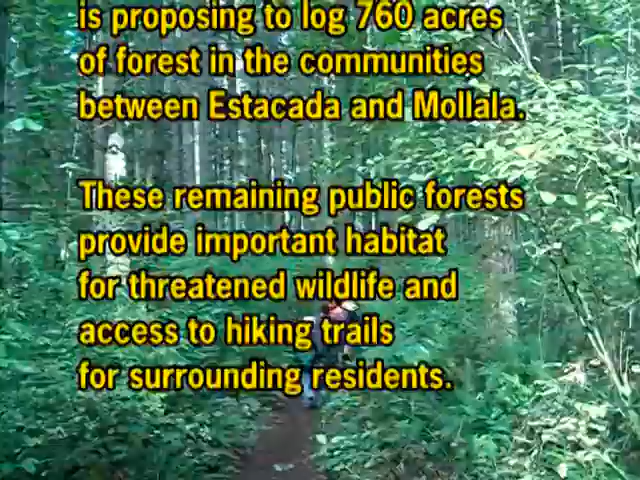 is proposing to log 760 acres
of forest in the communities
between Estacada and Mollala.
These remaining public forests
provide important habitat
for threatened wildlife and
access to hiking trails
for surrounding residents.